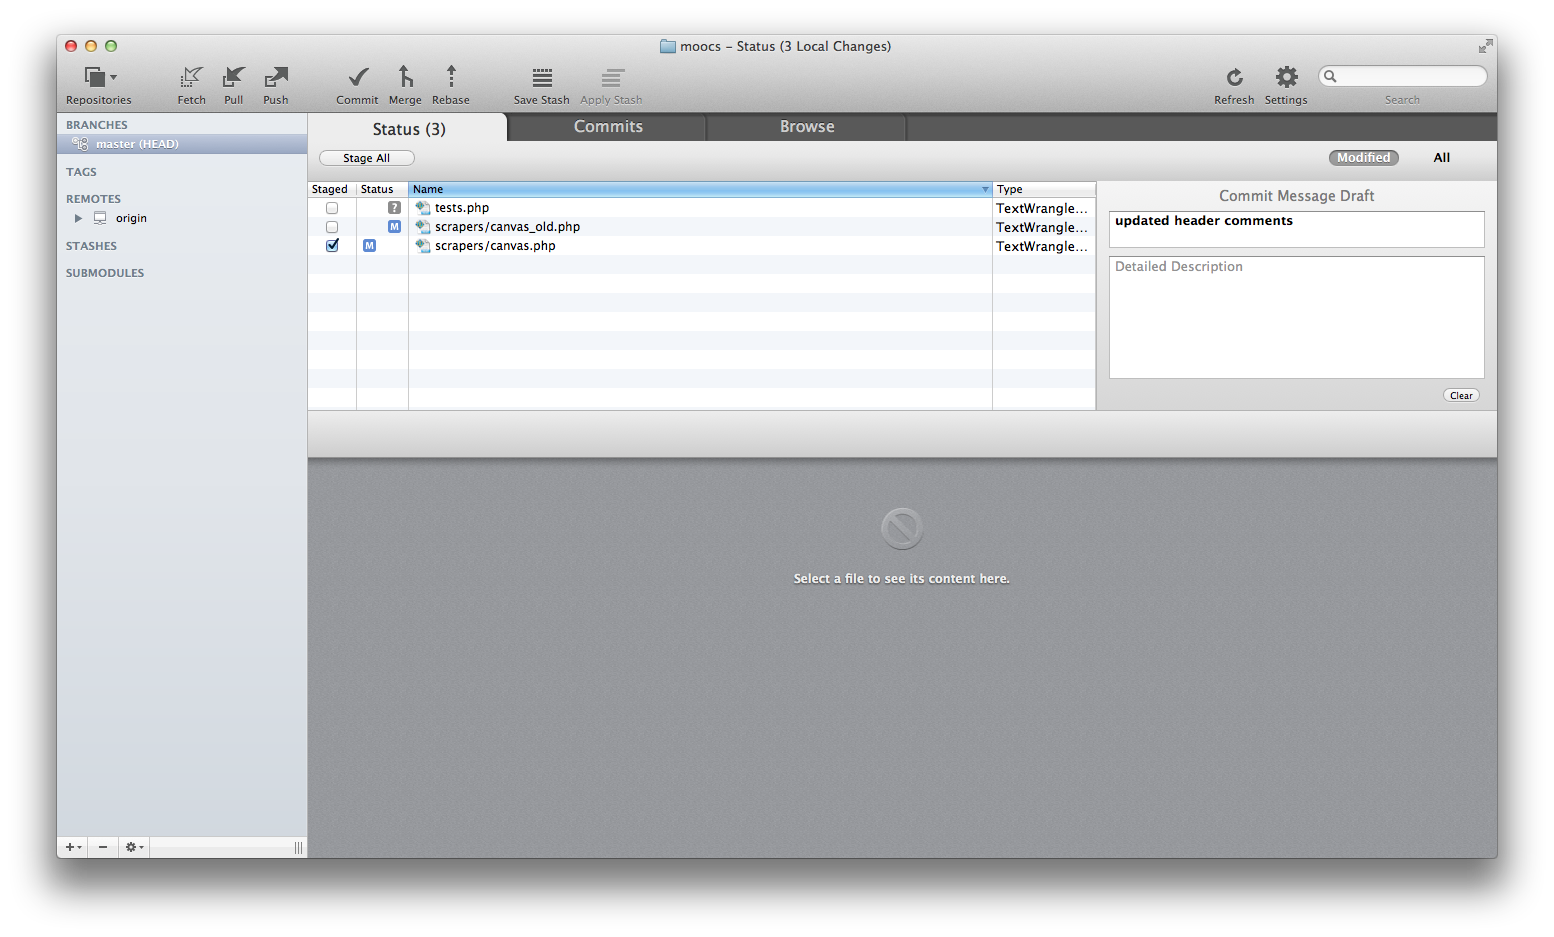 moocs – Status (3 Local Changes)
Repositories Fetch Pull Push Commit Merge Rebase Save Stash Apply Stash Refresh Settings Search
BRANCHES
master (HEAD)
TAGS
REMOTES
origin
STASHES
SUBMODULES
Status (3) Commits Browse
Stage All Modified All
Staged Status Name Type
? tests.php TextWrangle...
M scrapers/canvas_old.php TextWrangle...
M scrapers/canvas.php TextWrangle...
Commit Message Draft
updated header comments
Detailed Description
Clear
Select a file to see its content here.